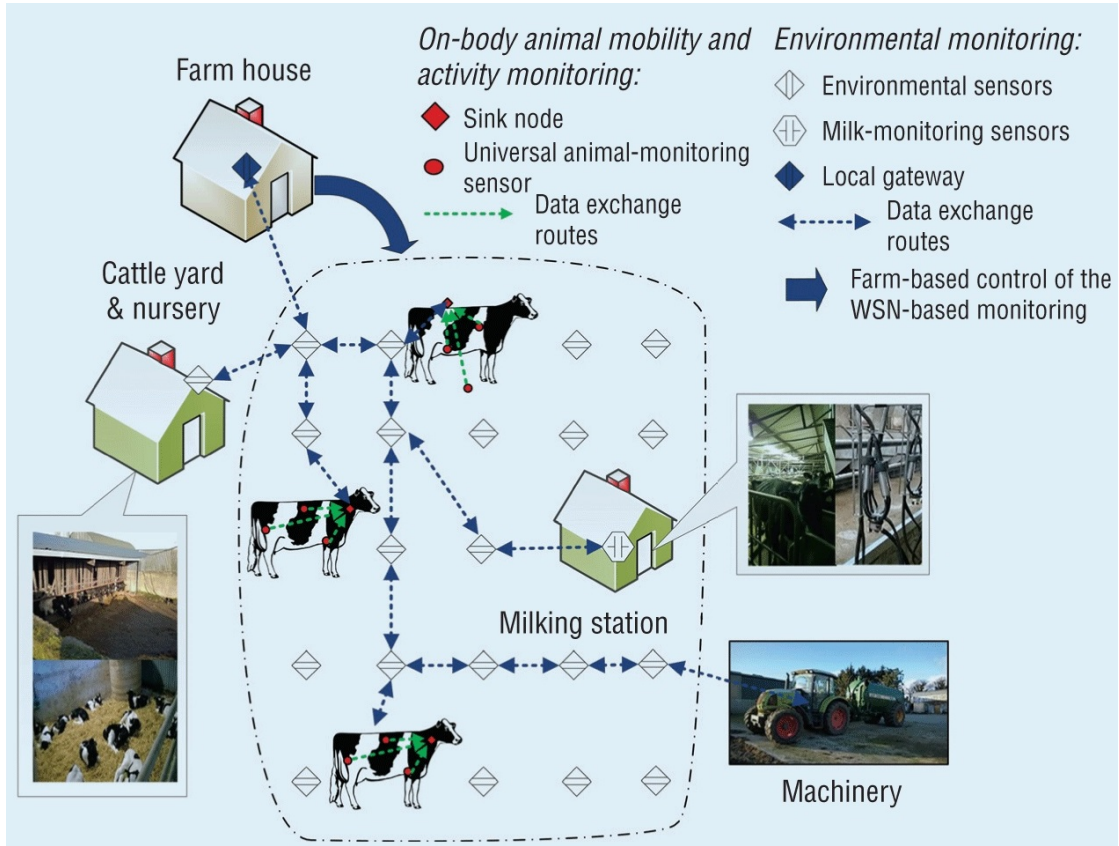 Farm house
On-body animal mobility and
activity monitoring:
Sink node
Universal animal-monitoring
sensor
Data exchange
routes
Environmental monitoring:
Environmental sensors
Milk-monitoring sensors
Local gateway
Data exchange
routes
Farm-based control of the
WSN-based monitoring
Cattle yard
& nursery
Milking station
Machinery